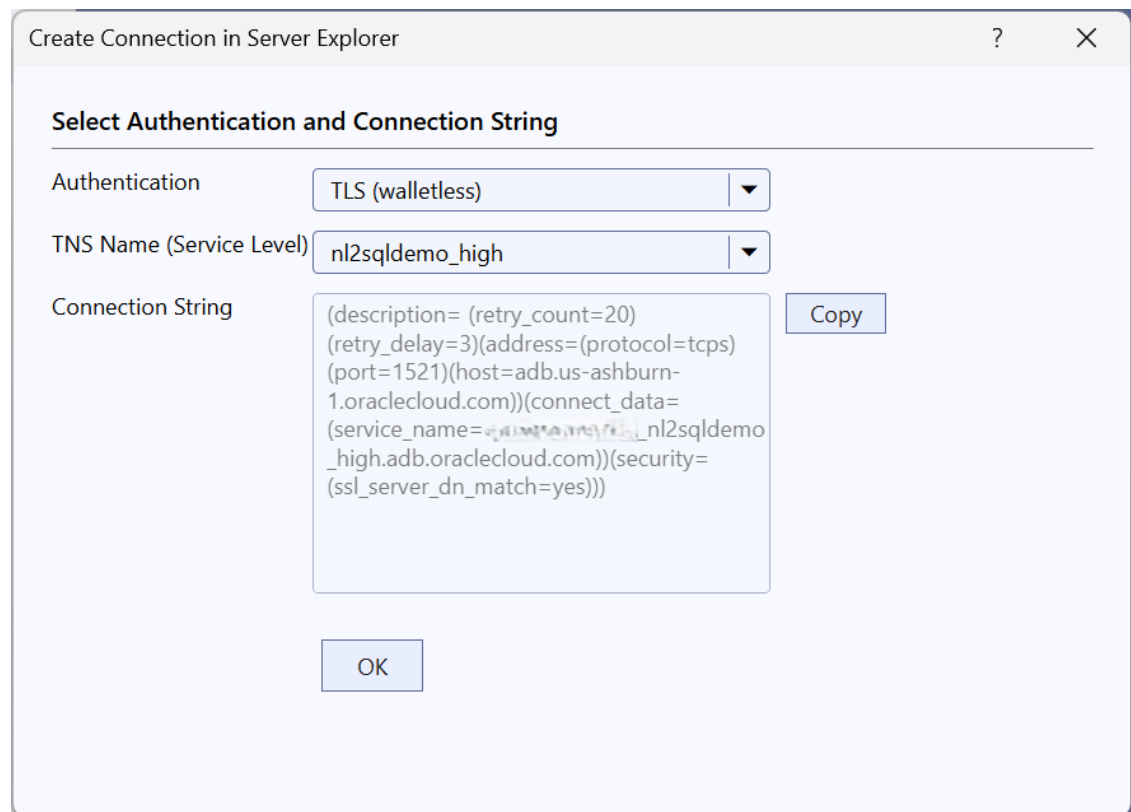 Create Connection in Server Explorer
?
Select Authentication and Connection String
Authentication
TLS (walletless)
TNS Name (Service Level)
nl2sqldemo_high
Connection String
(description= (retry_count=20)
(retry_delay=3)(address=(protocol=tcps)
(port=1521)(host=adb.us-ashburn-
1.oraclecloud.com))(connect_data=
(service_name=_nl2sqldemo
_high.adb.oraclecloud.com))(security=
(ssl_server_dn_match=yes)))
Copy
OK